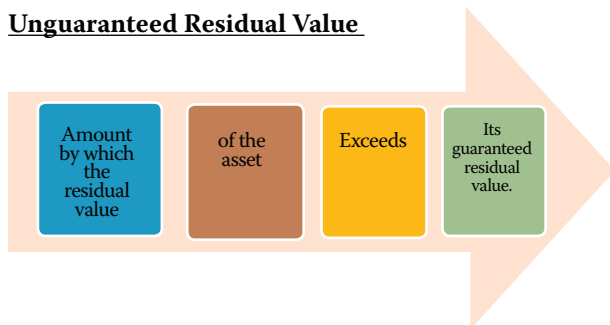 Unguaranteed Residual Value
Amount
by which
the
residual
value
of the
asset
Exceeds
Its
guaranteed
residual
value.